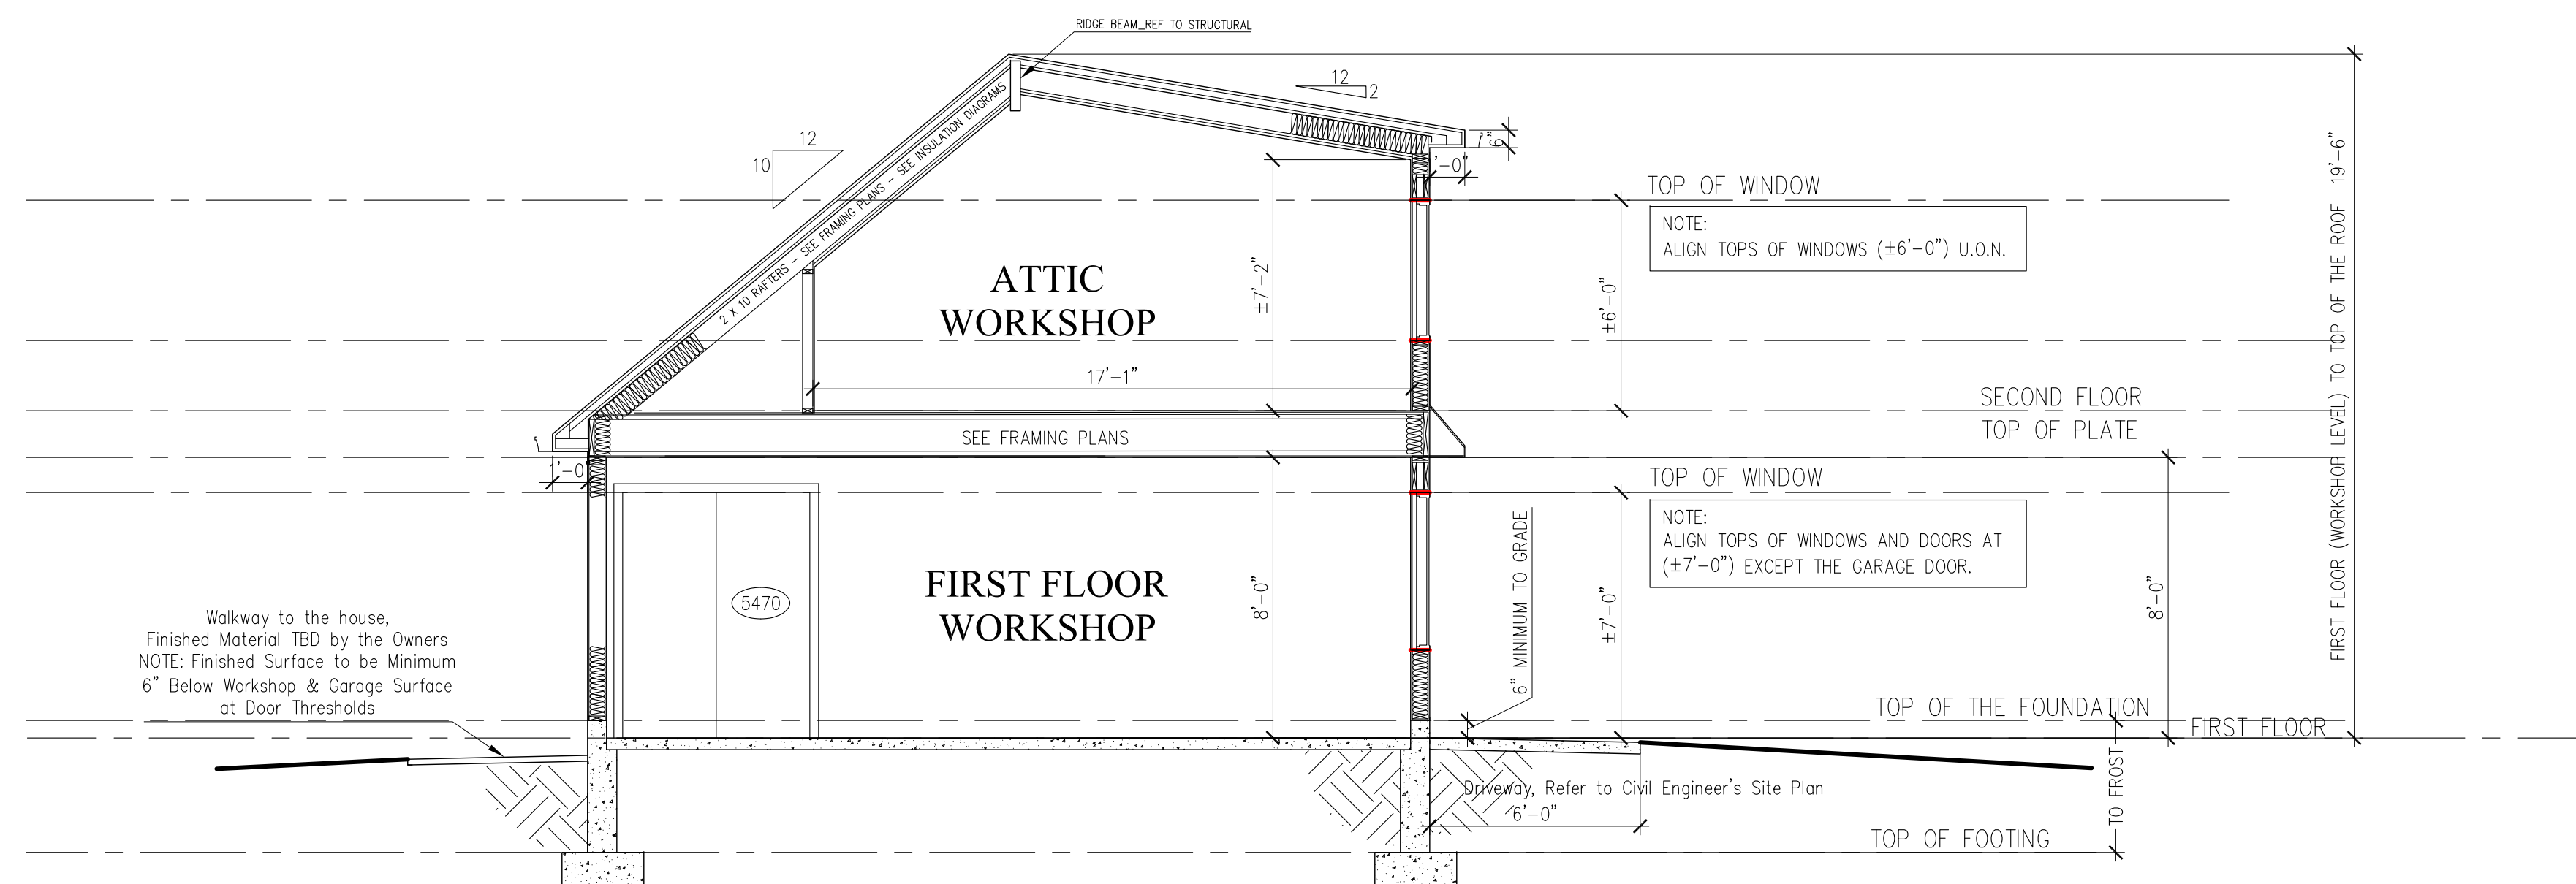 RIDGE BEAM_REF TO STRUCTURAL
12
2
12
10
6"
'-0"
2 X 10 RAFTERS - SEE FRAMING PLANS - SEE INSULATION DIAGRAMS
TOP OF WINDOW
NOTE:
ALIGN TOPS OF WINDOWS (±6'-0") U.O.N.
ATTIC
WORKSHOP
±7'-2"
±6'-0"
17'-1"
SECOND FLOOR
TOP OF PLATE
SEE FRAMING PLANS
1'-0"
TOP OF WINDOW
NOTE:
ALIGN TOPS OF WINDOWS AND DOORS AT
(±7'-0") EXCEPT THE GARAGE DOOR.
5470
FIRST FLOOR
WORKSHOP
8'-0"
6" MINIMUM TO GRADE
±7'-0"
8'-0"
FIRST FLOOR (WORKSHOP LEVEL) TO TOP OF THE ROOF 19'-6"
Walkway to the house,
Finished Material TBD by the Owners
NOTE: Finished Surface to be Minimum
6" Below Workshop & Garage Surface
at Door Thresholds
TOP OF THE FOUNDATION
FIRST FLOOR
Driveway, Refer to Civil Engineer's Site Plan
6'-0"
TO FROST
TOP OF FOOTING